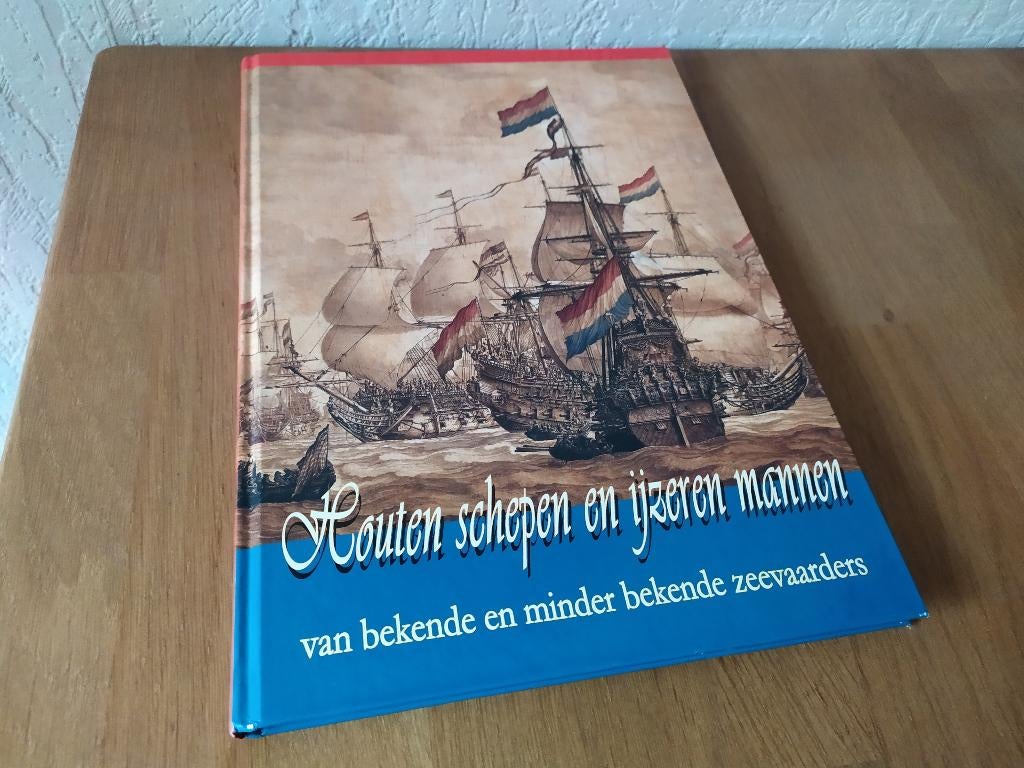 Houten schepen en ijzeren mannen
van bekende en minder bekende zeevaarders